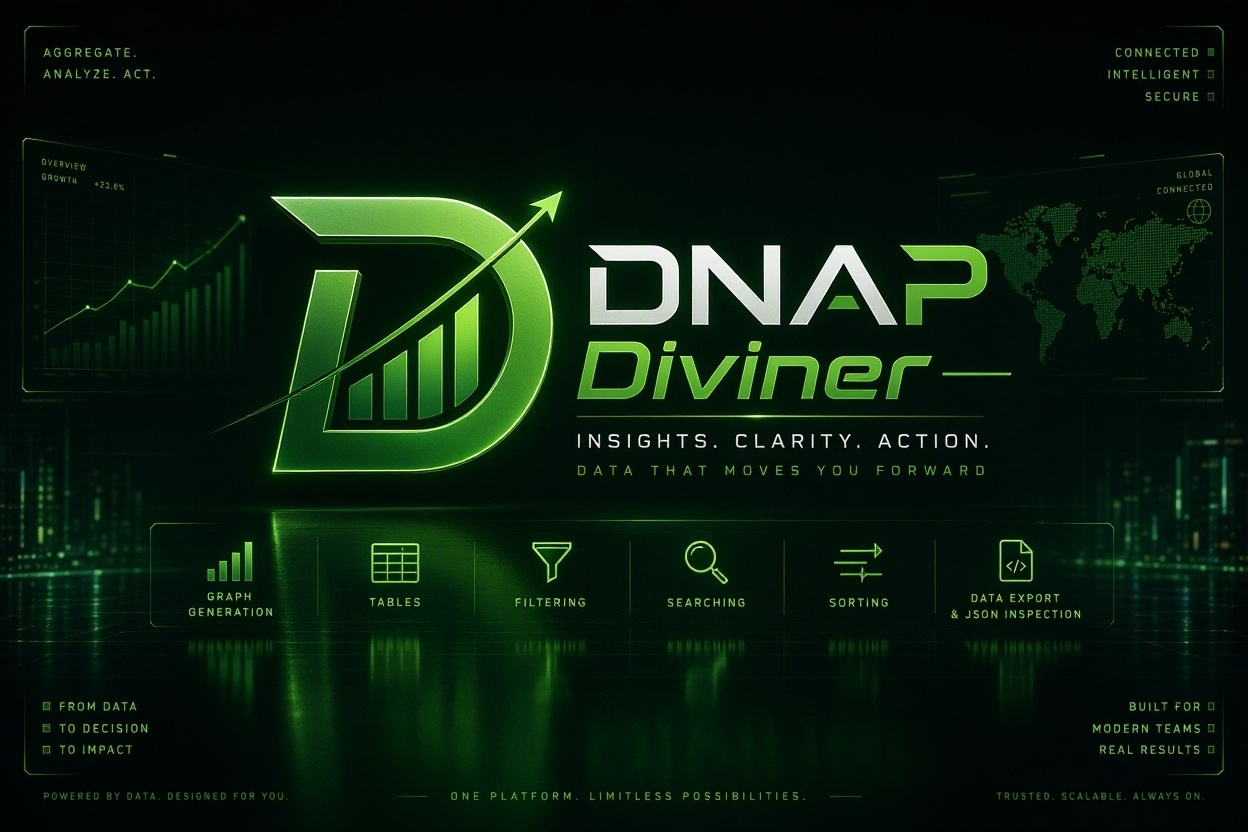 AGGREGATE.
ANALYZE. ACT.
CONNECTED
INTELLIGENT
SECURE
OVERVIEW
GROWTH +23.8%
GLOBAL
CONNECTED
DNAP
Diviner
INSIGHTS. CLARITY. ACTION.
DATA THAT MOVES YOU FORWARD
GRAPH
GENERATION
TABLES
FILTERING
SEARCHING
SORTING
DATA EXPORT
& JSON INSPECTION
FROM DATA
TO DECISION
TO IMPACT
BUILT FOR
MODERN TEAMS
REAL RESULTS
POWERED BY DATA. DESIGNED FOR YOU.
ONE PLATFORM. LIMITLESS POSSIBILITIES.
TRUSTED. SCALABLE. ALWAYS ON.